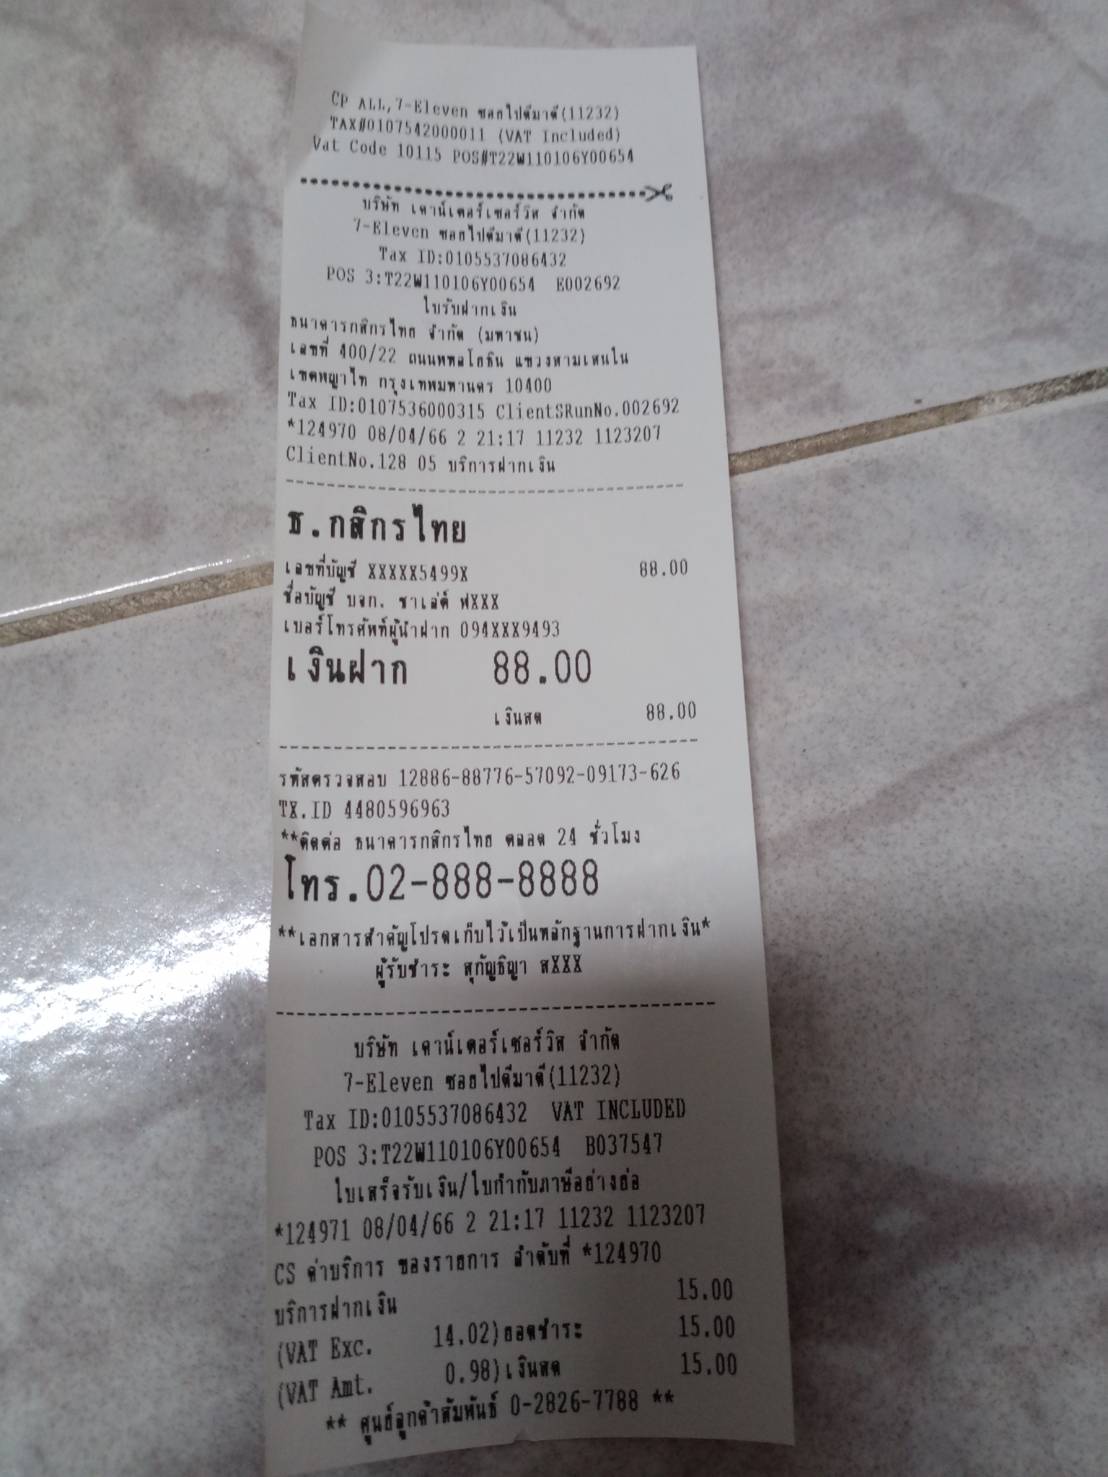 CP ALL,7-Eleven ซอยไปดีมาดี(11232)
TAX#0107542000011 (VAT Included)
Vat Code 10115 POS#T22W110106Y00654
บริษัท เคาน์เตอร์เซอร์วิส จำกัด
7-Eleven ซอยไปดีมาดี(11232)
Tax ID:0105537086432
POS 3:T22W110106Y00654 E002692
ใบรับฝากเงิน
ธนาคารกสิกรไทย จำกัด (มหาชน)
เลขที่ 400/22 ถนนพหลโยธิน แขวงสามเสนใน
เขตพญาไท กรุงเทพมหานคร 10400
Tax ID:0107536000315 ClientSRunNo.002692
*124970 08/04/66 2 21:17 11232 1123207
ClientNo.128 05 บริการฝากเงิน
ธ.กสิกรไทย
เลขที่บัญชี XXXXX5499X 88.00
ชื่อบัญชี บจก. ชาเล่ต์ ฟXXX
เบอร์โทรศัพท์ผู้นำฝาก 094XXX9493
เงินฝาก 88.00
เงินสด 88.00
รหัสตรวจสอบ 12886-88776-57092-09173-626
TX.ID 4480596963
**ติดต่อ ธนาคารกสิกรไทย ตลอด 24 ชั่วโมง
โทร.02-888-8888
**เอกสารสำคัญโปรดเก็บไว้เป็นหลักฐานการฝากเงิน*
ผู้รับชำระ สุกัญธิญา สXXX
บริษัท เคาน์เตอร์เซอร์วิส จำกัด
7-Eleven ซอยไปดีมาดี(11232)
Tax ID:0105537086432 VAT INCLUDED
POS 3:T22W110106Y00654 B037547
ใบเสร็จรับเงิน/ใบกำกับภาษีอย่างย่อ
*124971 08/04/66 2 21:17 11232 1123207
CS ค่าบริการ ของรายการ ลำดับที่ *124970
บริการฝากเงิน 15.00
(VAT Exc. 14.02)ยอดชำระ 15.00
(VAT Amt. 0.98)เงินสด 15.00
** ศูนย์ลูกค้าสัมพันธ์ 0-2826-7788 **